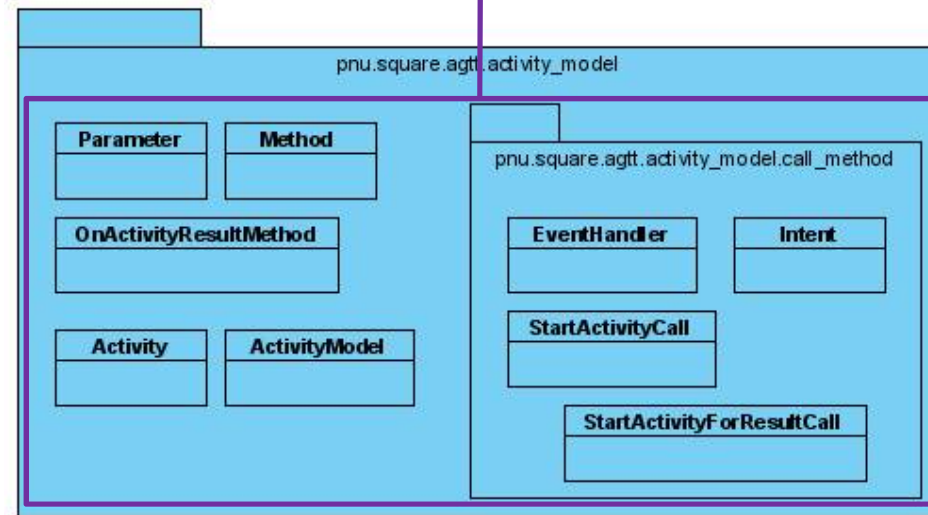 pnu.square.agtt.activity_model
Parameter
Method
OnActivityResultMethod
Activity
ActivityModel
pnu.square.agtt.activity_model.call_method
EventHandler
Intent
StartActivityCall
StartActivityForResultCall